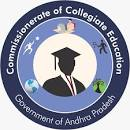 Commissionerate of Collegiate Education
Government of Andhra Pradesh